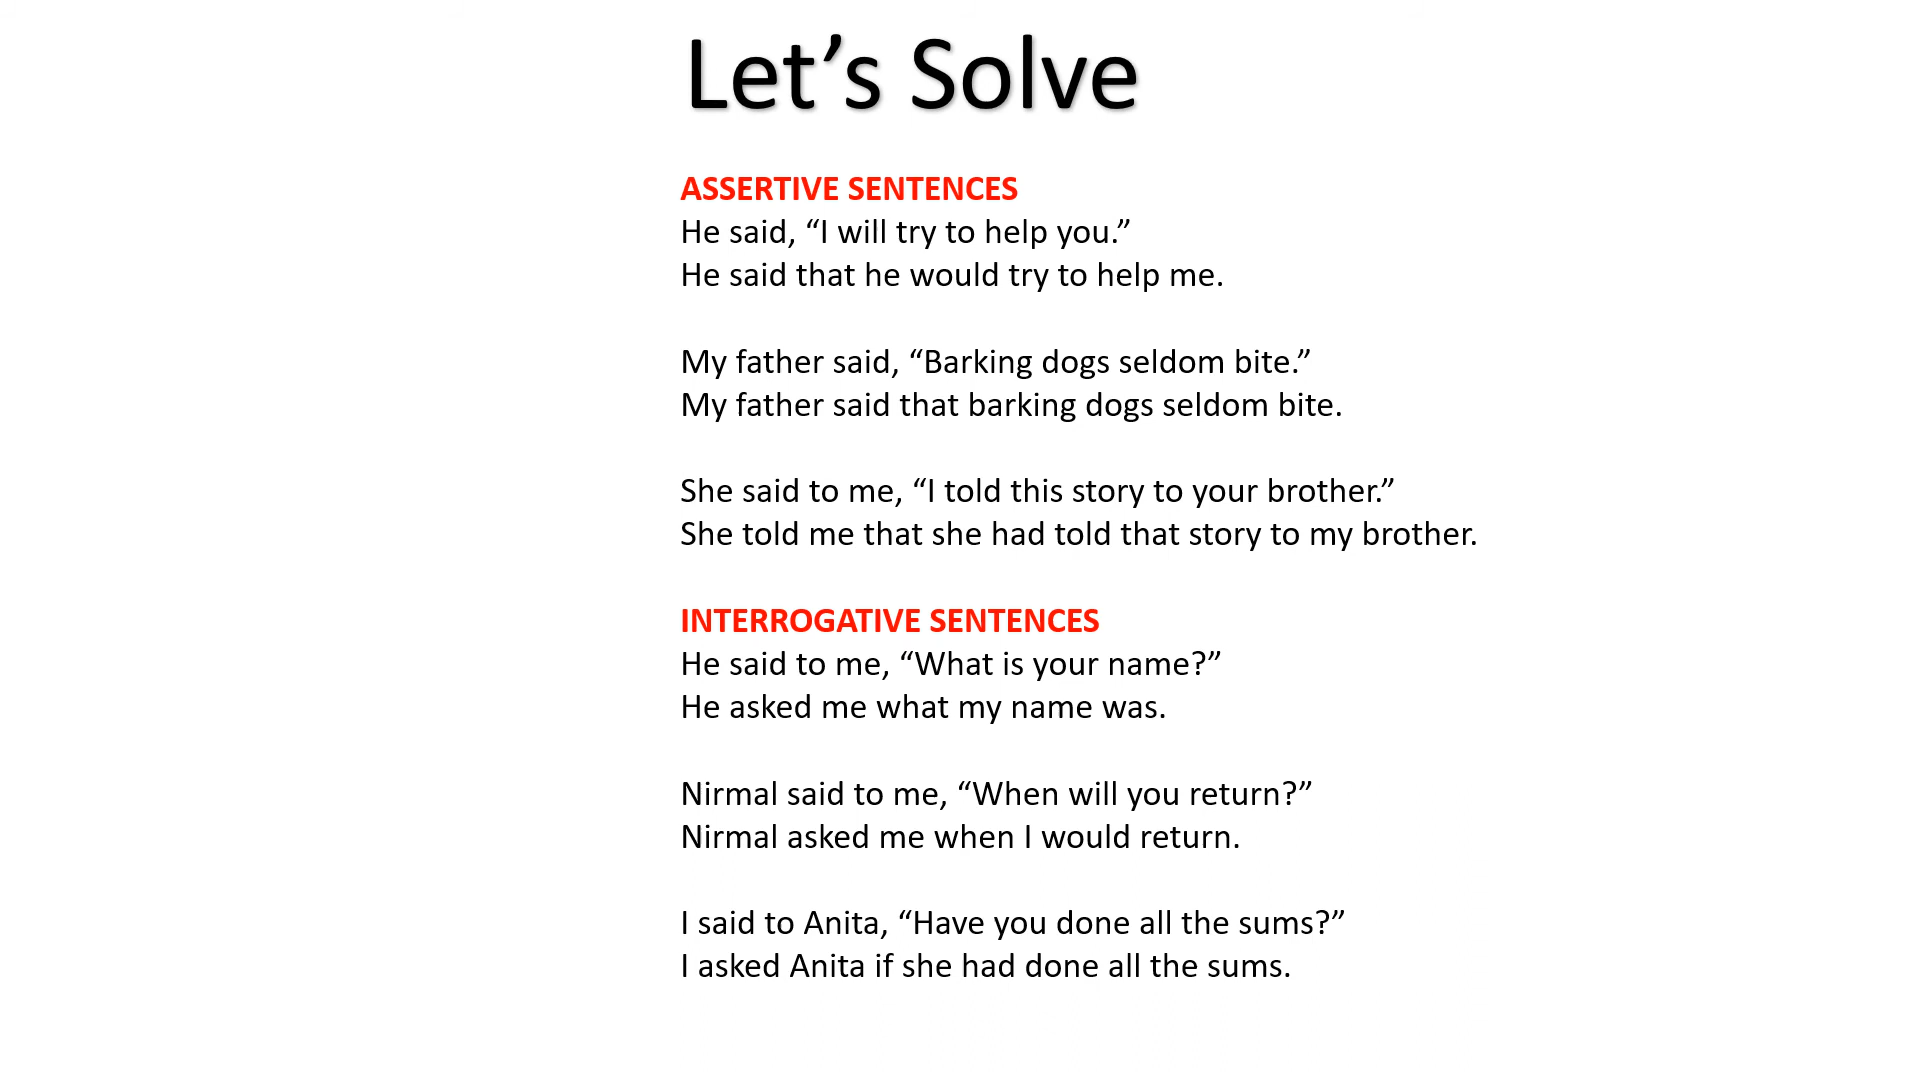 Let’s Solve
ASSERTIVE SENTENCES
He said, “I will try to help you.”
He said that he would try to help me.
My father said, “Barking dogs seldom bite.”
My father said that barking dogs seldom bite.
She said to me, “I told this story to your brother.”
She told me that she had told that story to my brother.
INTERROGATIVE SENTENCES
He said to me, “What is your name?”
He asked me what my name was.
Nirmal said to me, “When will you return?”
Nirmal asked me when I would return.
I said to Anita, “Have you done all the sums?”
I asked Anita if she had done all the sums.